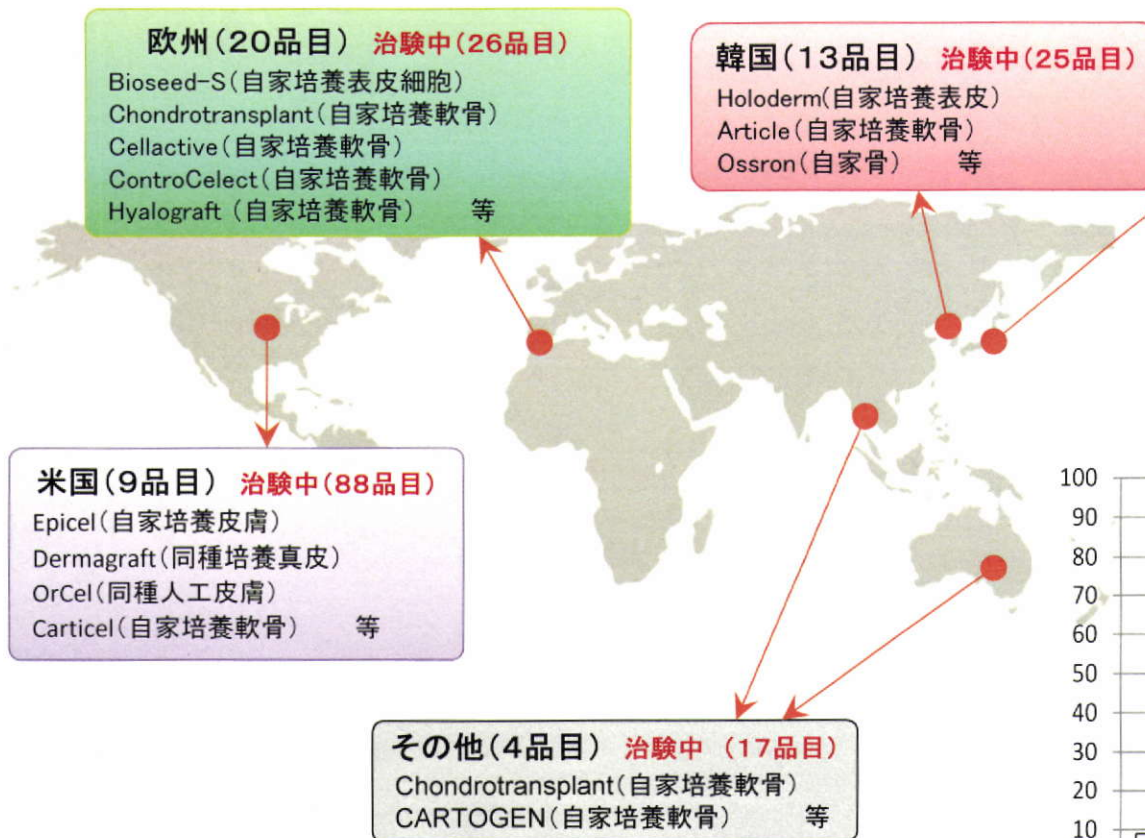 欧州(20品目) 治験中(26品目)
Bioseed-S(自家培養表皮細胞)
Chondrotransplant(自家培養軟骨)
Cellactive(自家培養軟骨)
ControCelect(自家培養軟骨)
Hyalograft (自家培養軟骨) 等
韓国(13品目) 治験中(25品目)
Holoderm(自家培養表皮)
Article(自家培養軟骨)
Ossron(自家骨) 等
米国(9品目) 治験中(88品目)
Epicel(自家培養皮膚)
Dermagraft(同種培養真皮)
OrCel(同種人工皮膚)
Carticel(自家培養軟骨) 等
その他(4品目) 治験中 (17品目)
Chondrotransplant(自家培養軟骨)
CARTOGEN(自家培養軟骨) 等
100
90
80
70
60
50
40
30
20
10